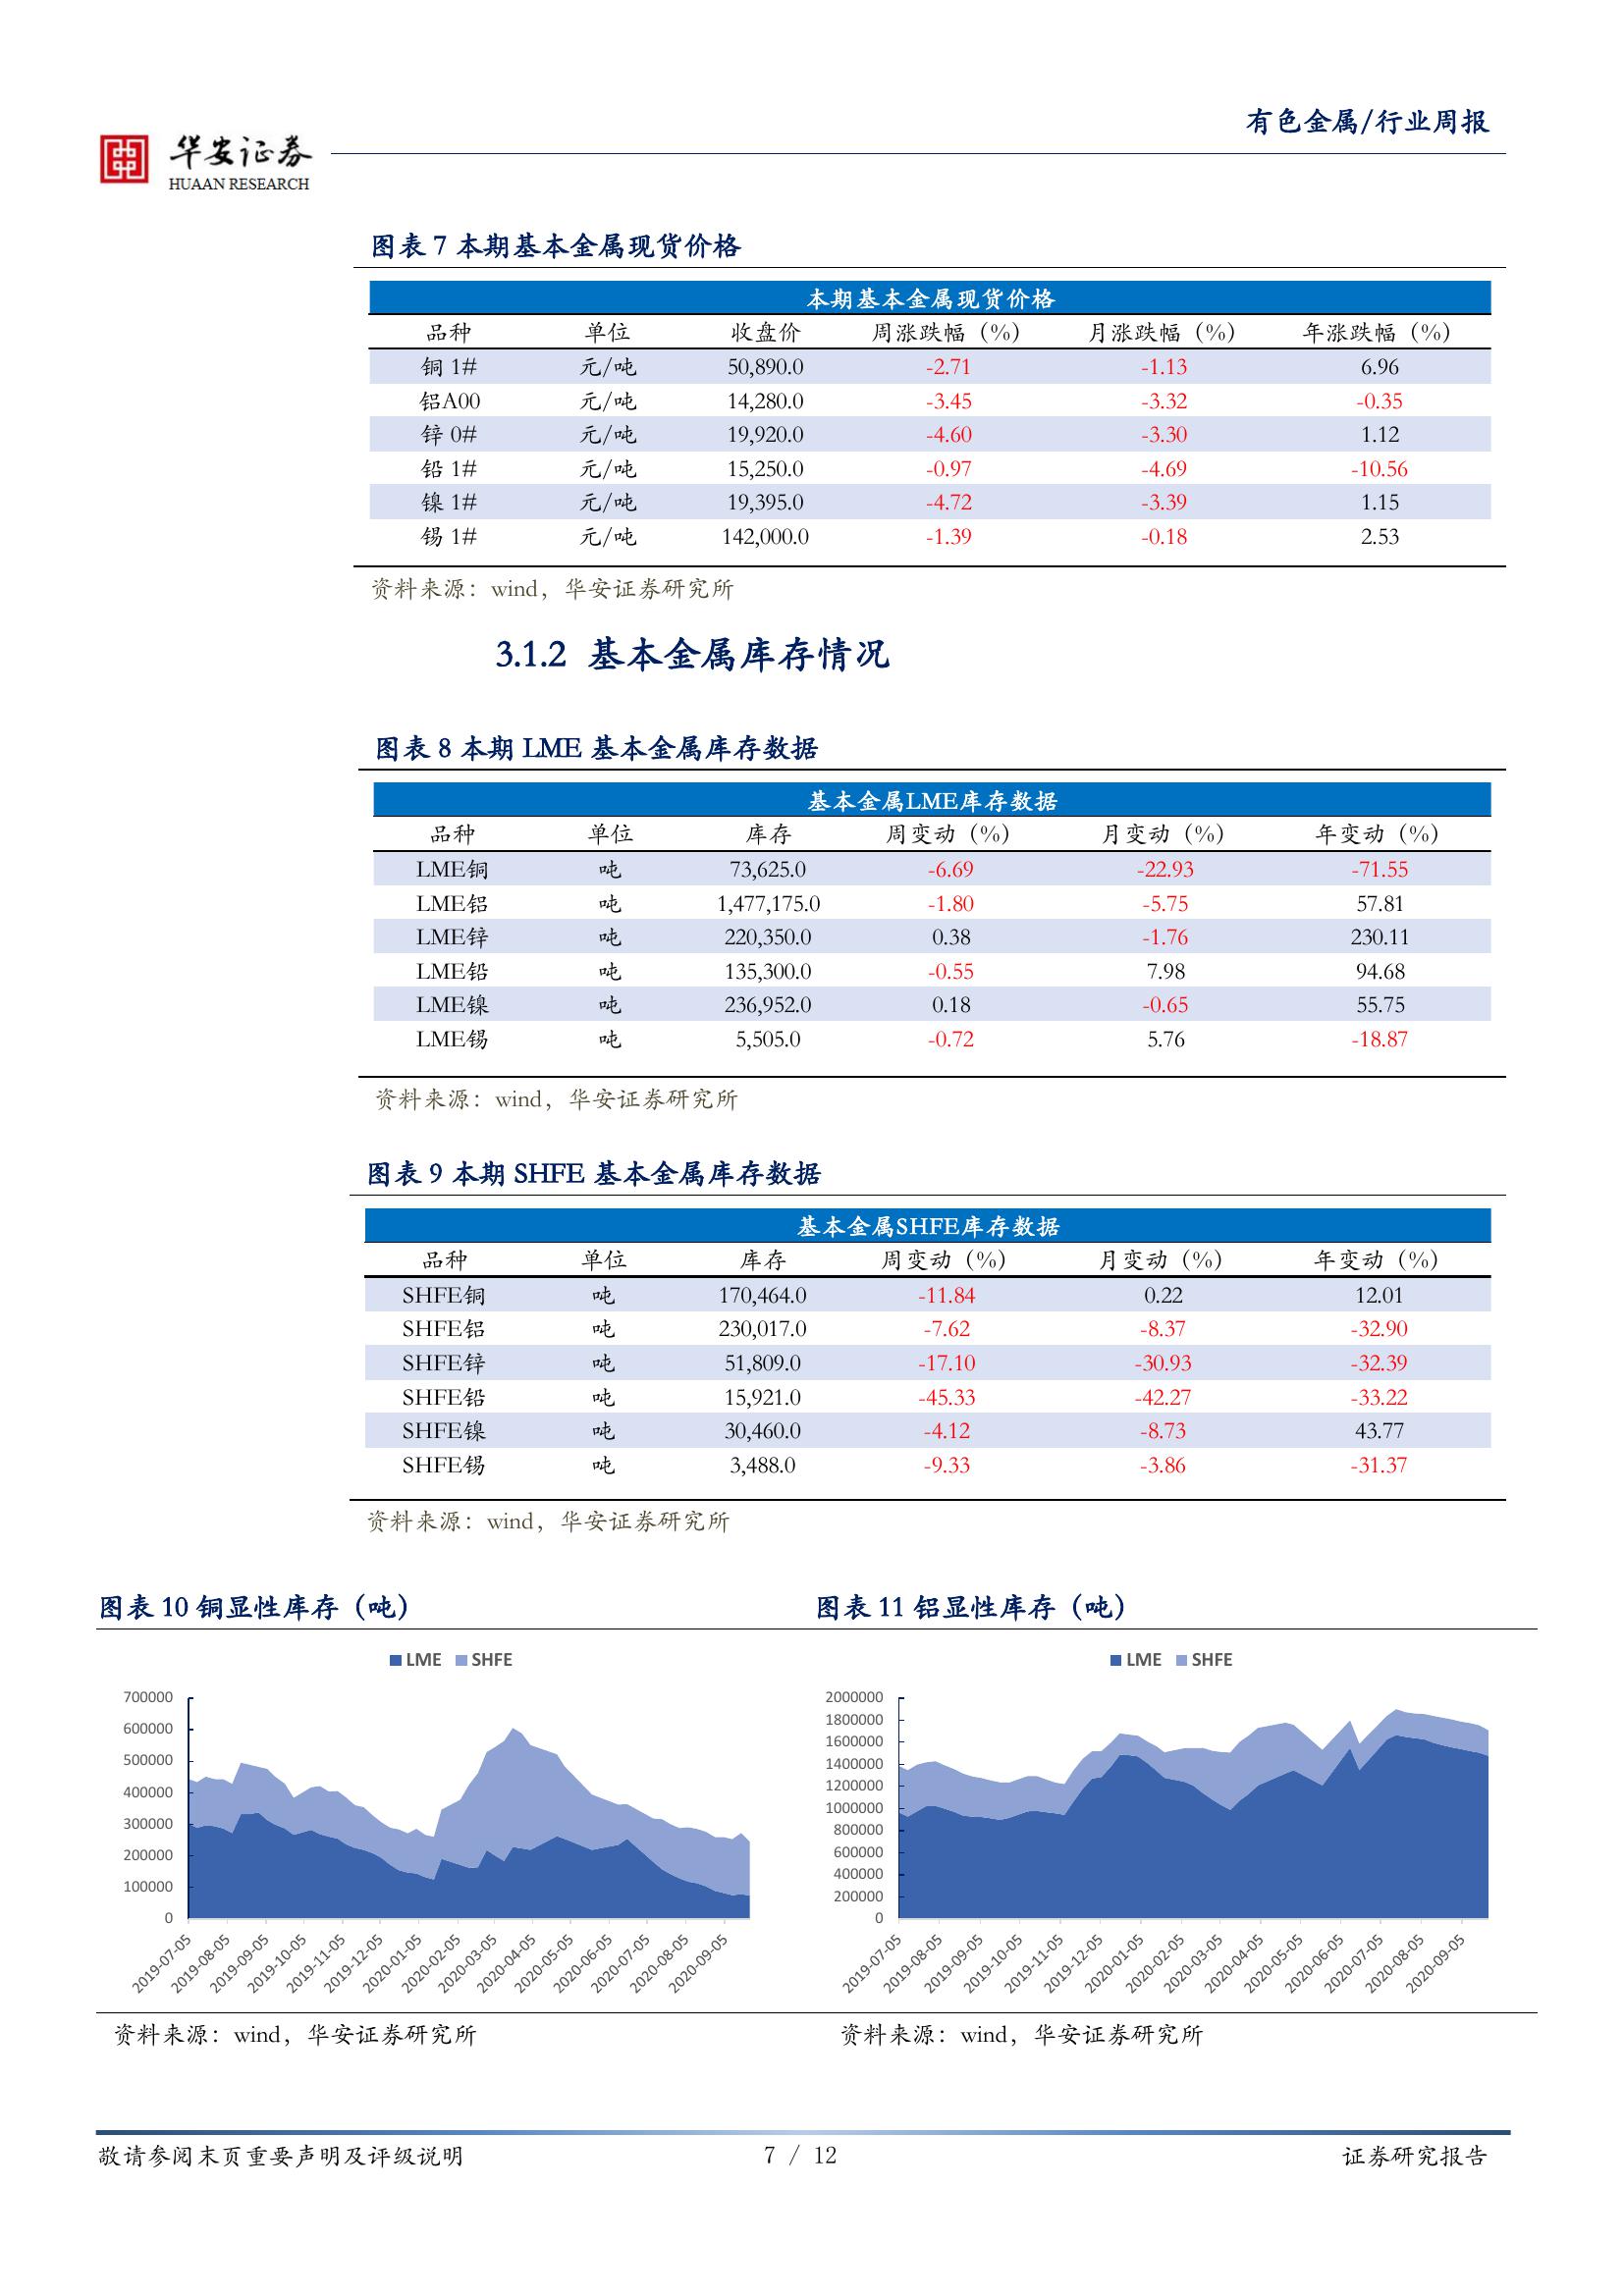 有色金属/行业周报
华安证券
HUAAN RESEARCH
图表 7 本期基本金属现货价格
本期基本金属现货价格
品种 单位 收盘价 周涨跌幅（%） 月涨跌幅（%） 年涨跌幅（%）
铜 1# 元/吨 50,890.0 -2.71 -1.13 6.96
铝A00 元/吨 14,280.0 -3.45 -3.32 -0.35
锌 0# 元/吨 19,920.0 -4.60 -3.30 1.12
铅 1# 元/吨 15,250.0 -0.97 -4.69 -10.56
镍 1# 元/吨 19,395.0 -4.72 -3.39 1.15
锡 1# 元/吨 142,000.0 -1.39 -0.18 2.53
资料来源：wind，华安证券研究所
3.1.2 基本金属库存情况
图表 8 本期 LME 基本金属库存数据
基本金属LME库存数据
品种 单位 库存 周变动（%） 月变动（%） 年变动（%）
LME铜 吨 73,625.0 -6.69 -22.93 -71.55
LME铝 吨 1,477,175.0 -1.80 -5.75 57.81
LME锌 吨 220,350.0 0.38 -1.76 230.11
LME铅 吨 135,300.0 -0.55 7.98 94.68
LME镍 吨 236,952.0 0.18 -0.65 55.75
LME锡 吨 5,505.0 -0.72 5.76 -18.87
资料来源：wind，华安证券研究所
图表 9 本期 SHFE 基本金属库存数据
基本金属SHFE库存数据
品种 单位 库存 周变动（%） 月变动（%） 年变动（%）
SHFE铜 吨 170,464.0 -11.84 0.22 12.01
SHFE铝 吨 230,017.0 -7.62 -8.37 -32.90
SHFE锌 吨 51,809.0 -17.10 -30.93 -32.39
SHFE铅 吨 15,921.0 -45.33 -42.27 -33.22
SHFE镍 吨 30,460.0 -4.12 -8.73 43.77
SHFE锡 吨 3,488.0 -9.33 -3.86 -31.37
资料来源：wind，华安证券研究所
图表 10 铜显性库存（吨）
LME SHFE
700000
600000
500000
400000
300000
200000
100000
0
2019-07-05 2019-08-05 2019-09-05 2019-10-05 2019-11-05 2019-12-05 2020-01-05 2020-02-05 2020-03-05 2020-04-05 2020-05-05 2020-06-05 2020-07-05 2020-08-05 2020-09-05
资料来源：wind，华安证券研究所
图表 11 铝显性库存（吨）
LME SHFE
2000000
1800000
1600000
1400000
1200000
1000000
800000
600000
400000
200000
0
2019-07-05 2019-08-05 2019-09-05 2019-10-05 2019-11-05 2019-12-05 2020-01-05 2020-02-05 2020-03-05 2020-04-05 2020-05-05 2020-06-05 2020-07-05 2020-08-05 2020-09-05
资料来源：wind，华安证券研究所
敬请参阅末页重要声明及评级说明 7 / 12 证券研究报告